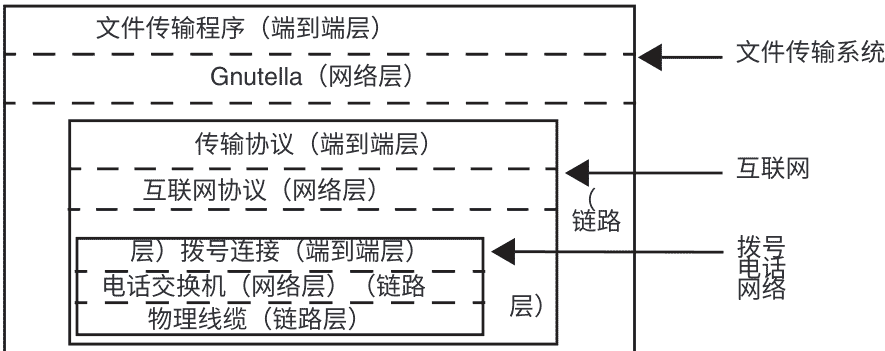 文件传输程序（端到端层）
文件传输系统
Gnutella（网络层）
传输协议（端到端层）
互联网
互联网协议（网络层）
（
链路
层）拨号连接（端到端层）
拨号
电话
网络
电话交换机（网络层）（链路
层）
物理线缆（链路层）